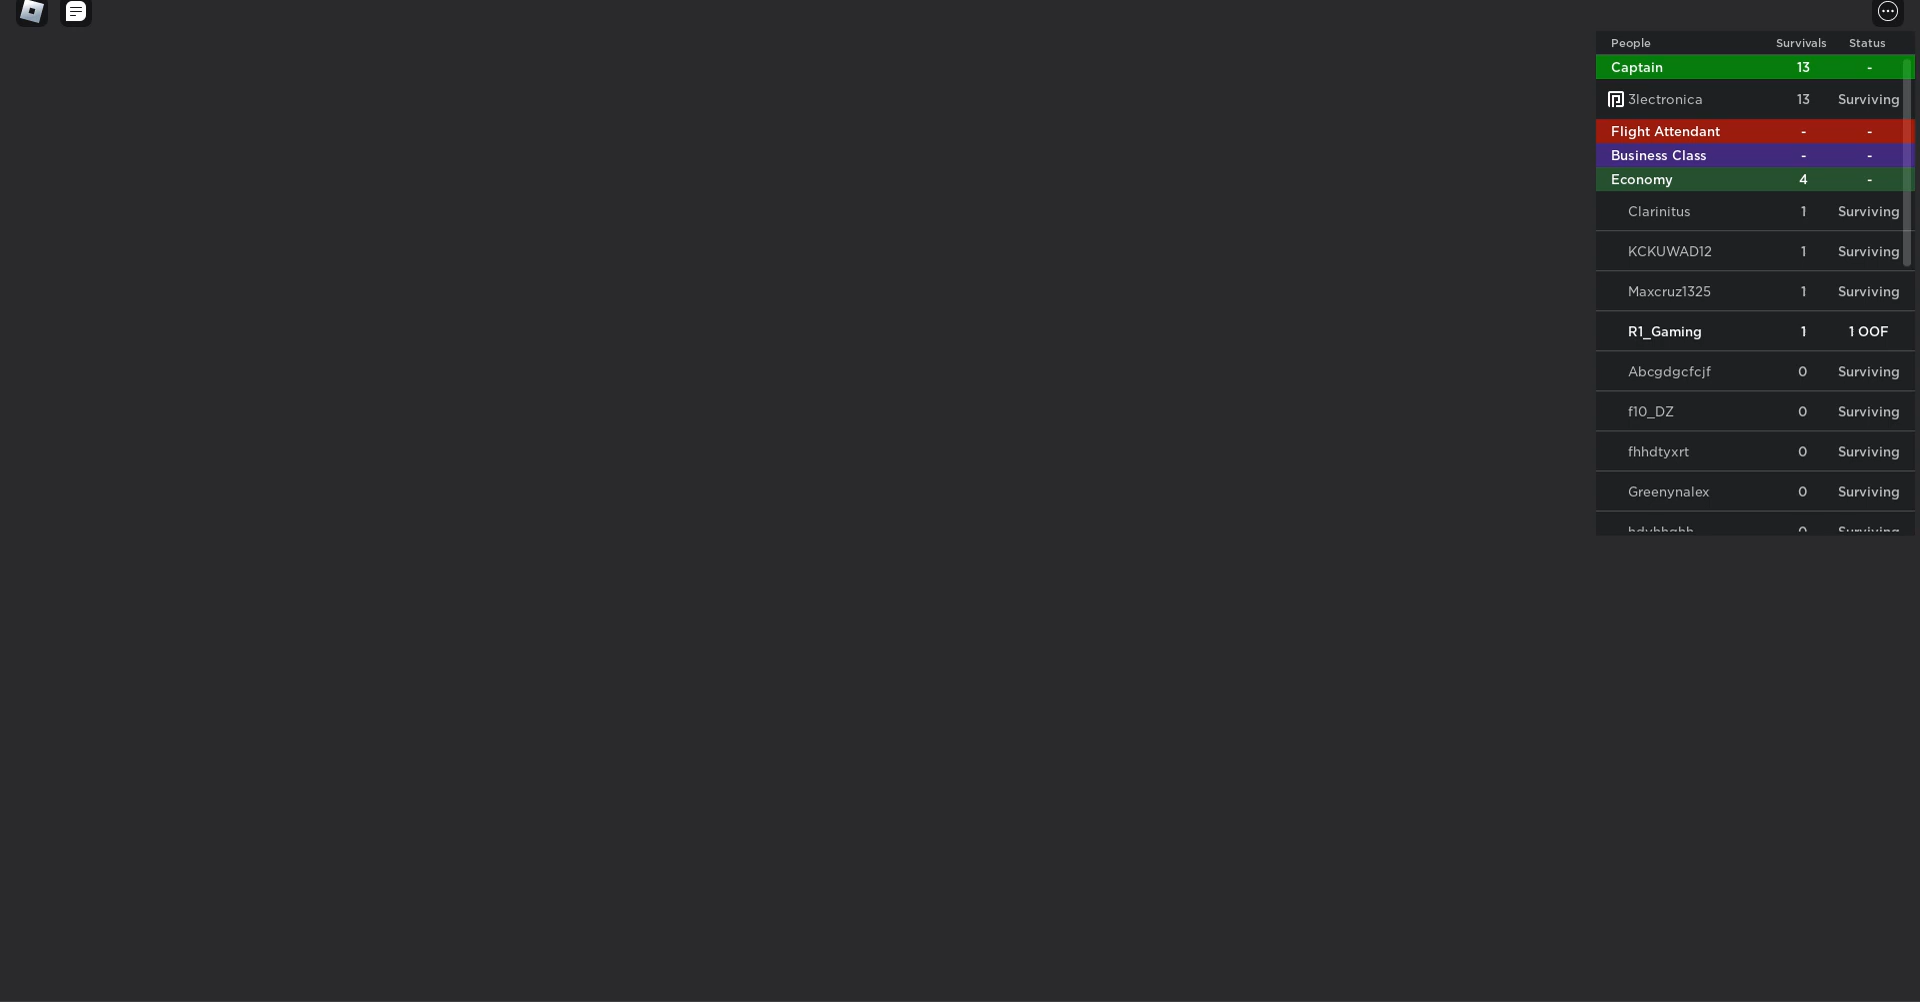 People Survivals Status
Captain 13 -
3lectronica 13 Surviving
Flight Attendant - -
Business Class - -
Economy 4 -
Clarinitus 1 Surviving
KCKUWAD12 1 Surviving
Maxcruz1325 1 Surviving
R1_Gaming 1 1 OOF
Abcgdgcfcjf 0 Surviving
f10_DZ 0 Surviving
fhhdtyxrt 0 Surviving
Greenynalex 0 Surviving
0 Surviving